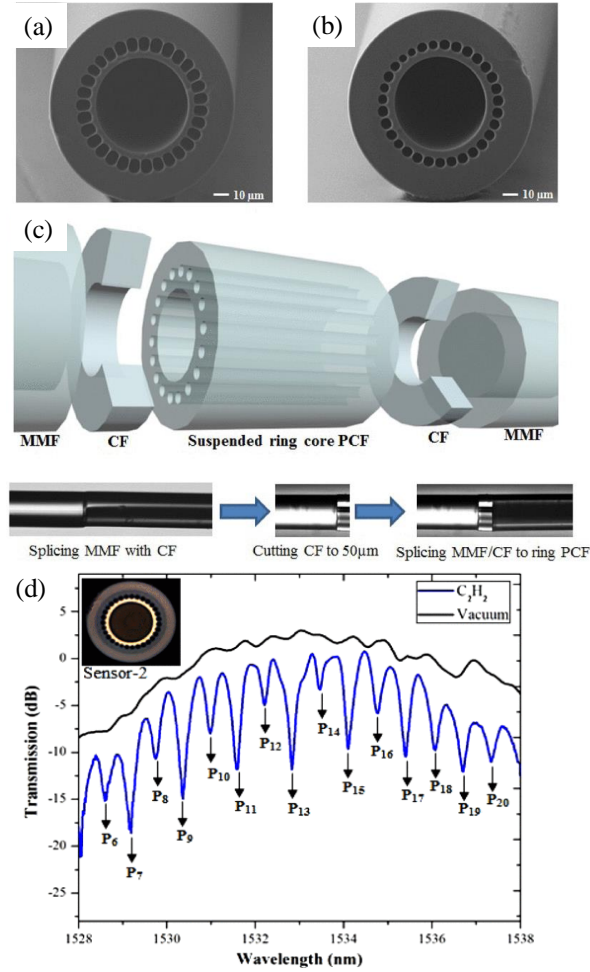 (a)
(b)
10 µm
10 µm
(c)
MMF
CF
Suspended ring core PCF
CF
MMF
Splicing MMF with CF
Cutting CF to 50µm
Splicing MMF/CF to ring PCF
(d)
C₂H₂
Vacuum
Sensor-2
Transmission (dB)
5
0
-5
-10
-15
-20
-25
P₆
P₇
P₈
P₉
P₁₀
P₁₁
P₁₂
P₁₃
P₁₄
P₁₅
P₁₆
P₁₇
P₁₈
P₁₉
P₂₀
1528
1530
1532
1534
1536
1538
Wavelength (nm)